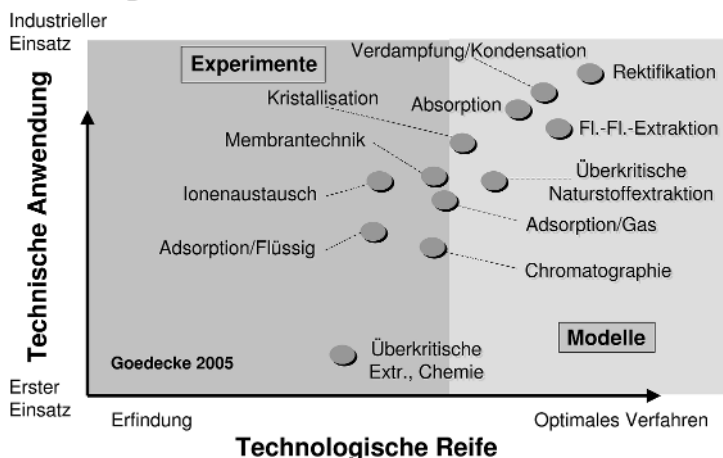 Industrieller
Einsatz
Experimente
Verdampfung/Kondensation
Rektifikation
Kristallisation
Absorption
Fl.-Fl.-Extraktion
Membrantechnik
Ionenaustausch
Überkritische
Naturstoffextraktion
Adsorption/Gas
Adsorption/Flüssig
Chromatographie
Technische Anwendung
Modelle
Überkritische
Extr., Chemie
Goedecke 2005
Erster
Einsatz
Erfindung
Optimales Verfahren
Technologische Reife